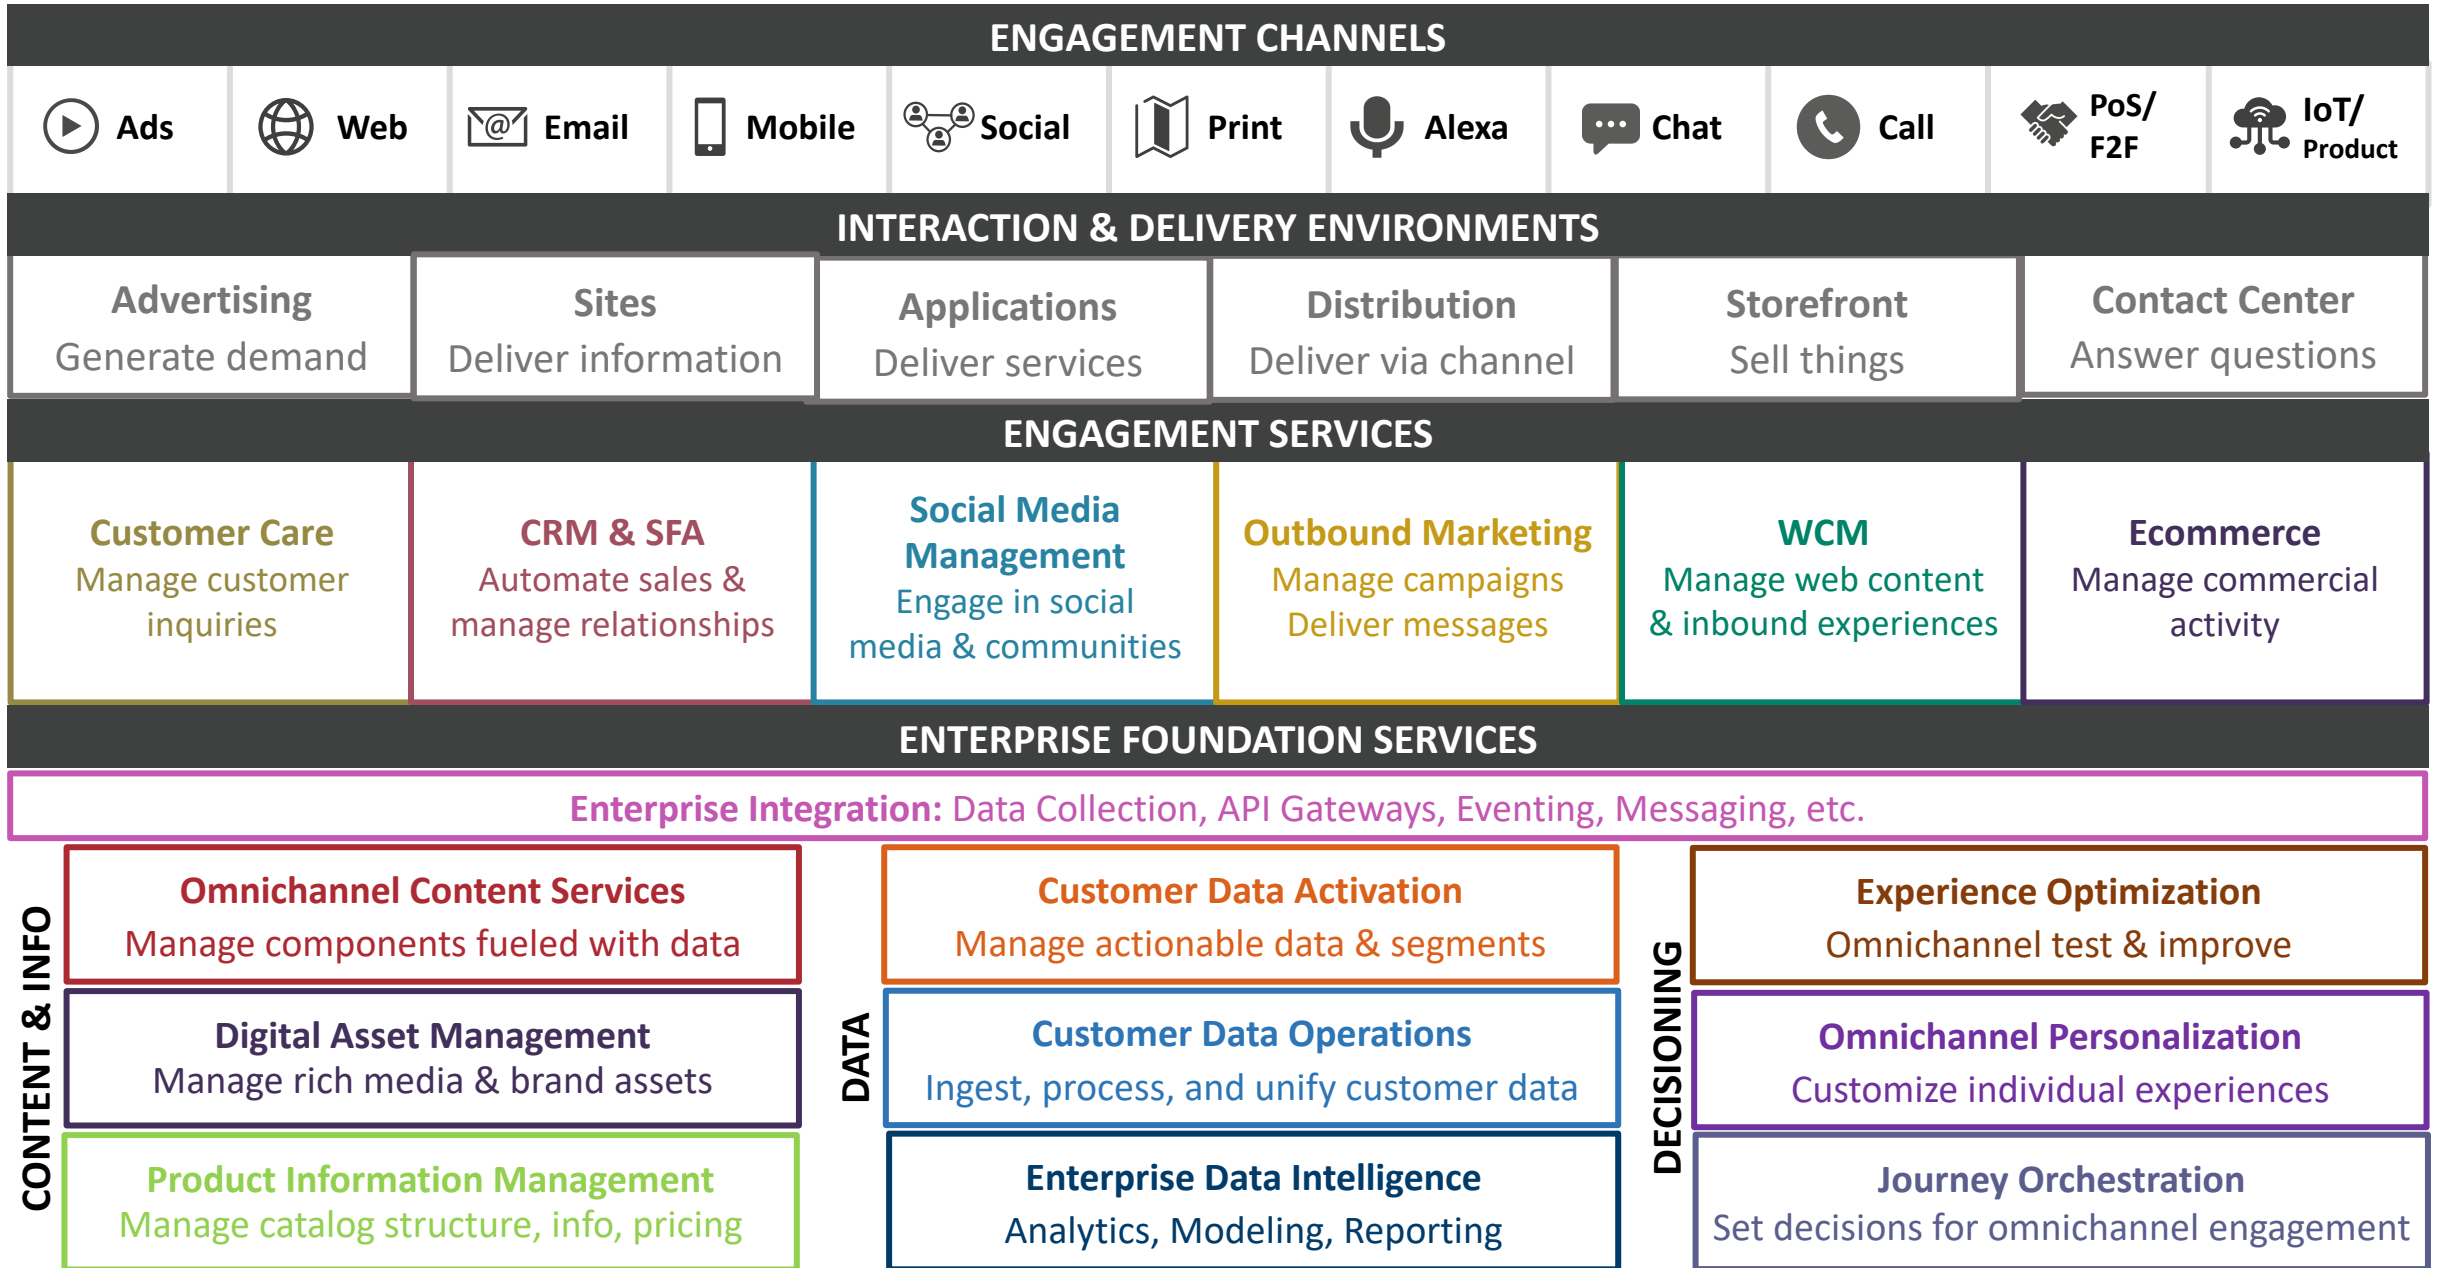 ENGAGEMENT CHANNELS
Ads
Web
@
Email
Mobile
Social
Print
Alexa
Chat
Call
PoS/
F2F
IoT/
Product
INTERACTION & DELIVERY ENVIRONMENTS
Advertising
Generate demand
Sites
Deliver information
Applications
Deliver services
Distribution
Deliver via channel
Storefront
Sell things
Contact Center
Answer questions
ENGAGEMENT SERVICES
Customer Care
Manage customer
inquiries
CRM & SFA
Automate sales &
manage relationships
Social Media
Management
Engage in social
media & communities
Outbound Marketing
Manage campaigns
Deliver messages
WCM
Manage web content
& inbound experiences
Ecommerce
Manage commercial
activity
ENTERPRISE FOUNDATION SERVICES
Enterprise Integration: Data Collection, API Gateways, Eventing, Messaging, etc.
CONTENT & INFO
Omnichannel Content Services
Manage components fueled with data
Digital Asset Management
Manage rich media & brand assets
Product Information Management
Manage catalog structure, info, pricing
DATA
Customer Data Activation
Manage actionable data & segments
Customer Data Operations
Ingest, process, and unify customer data
Enterprise Data Intelligence
Analytics, Modeling, Reporting
DECISIONING
Experience Optimization
Omnichannel test & improve
Omnichannel Personalization
Customize individual experiences
Journey Orchestration
Set decisions for omnichannel engagement